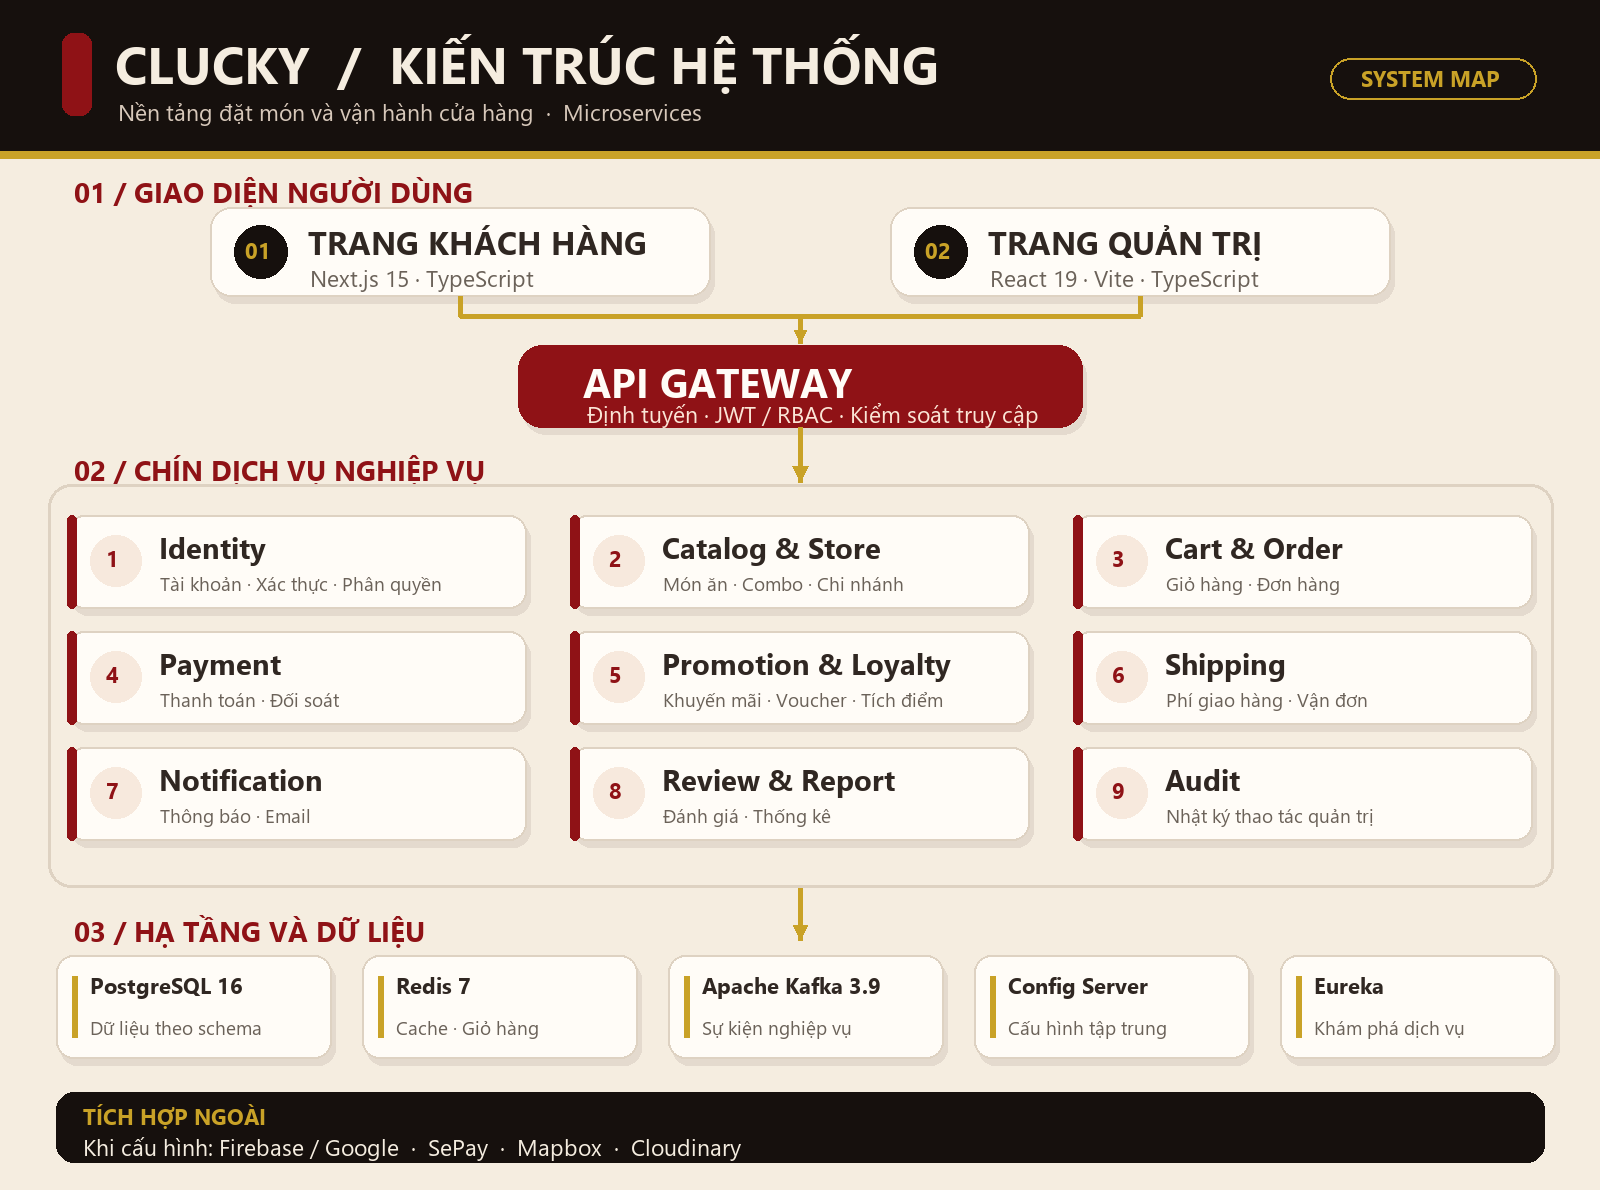 CLUCKY / KIẾN TRÚC HỆ THỐNG
Nền tảng đặt món và vận hành cửa hàng · Microservices
SYSTEM MAP
01 / GIAO DIỆN NGƯỜI DÙNG
01
TRANG KHÁCH HÀNG
Next.js 15 · TypeScript
02
TRANG QUẢN TRỊ
React 19 · Vite · TypeScript
API GATEWAY
Định tuyến · JWT / RBAC · Kiểm soát truy cập
02 / CHÍN DỊCH VỤ NGHIỆP VỤ
1
Identity
Tài khoản · Xác thực · Phân quyền
2
Catalog & Store
Món ăn · Combo · Chi nhánh
3
Cart & Order
Giỏ hàng · Đơn hàng
4
Payment
Thanh toán · Đối soát
5
Promotion & Loyalty
Khuyến mãi · Voucher · Tích điểm
6
Shipping
Phí giao hàng · Vận đơn
7
Notification
Thông báo · Email
8
Review & Report
Đánh giá · Thống kê
9
Audit
Nhật ký thao tác quản trị
03 / HẠ TẦNG VÀ DỮ LIỆU
PostgreSQL 16
Dữ liệu theo schema
Redis 7
Cache · Giỏ hàng
Apache Kafka 3.9
Sự kiện nghiệp vụ
Config Server
Cấu hình tập trung
Eureka
Khám phá dịch vụ
TÍCH HỢP NGOÀI
Khi cấu hình: Firebase / Google · SePay · Mapbox · Cloudinary